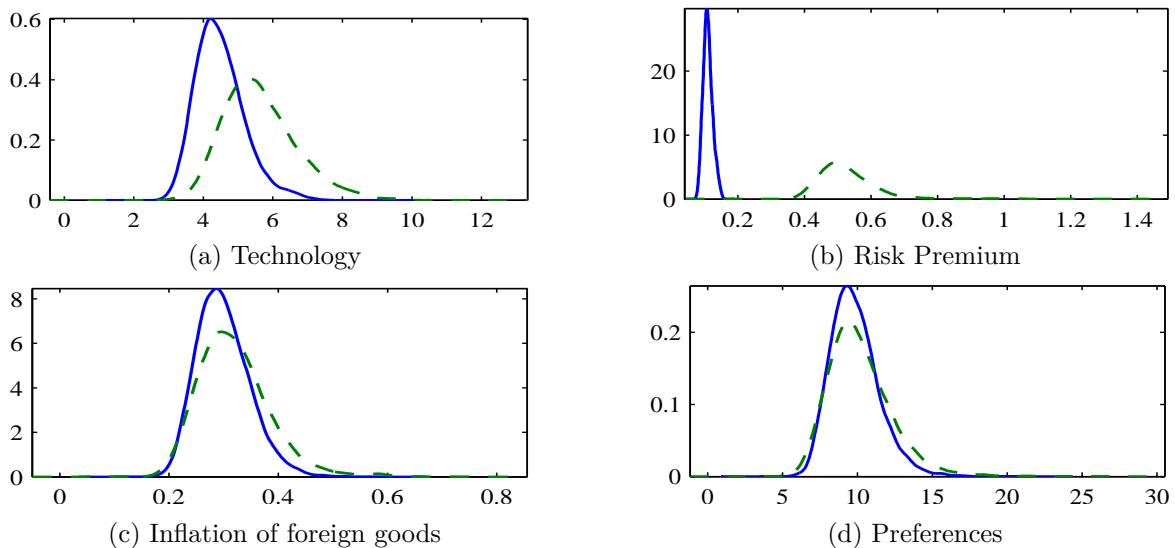 0.6
0.4
0.2
0
0 2 4 6 8 10 12
(a) Technology
20
10
0
0.2 0.4 0.6 0.8 1 1.2 1.4
(b) Risk Premium
8
6
4
2
0
0 0.2 0.4 0.6 0.8
(c) Inflation of foreign goods
0.2
0.1
0
0 5 10 15 20 25 30
(d) Preferences